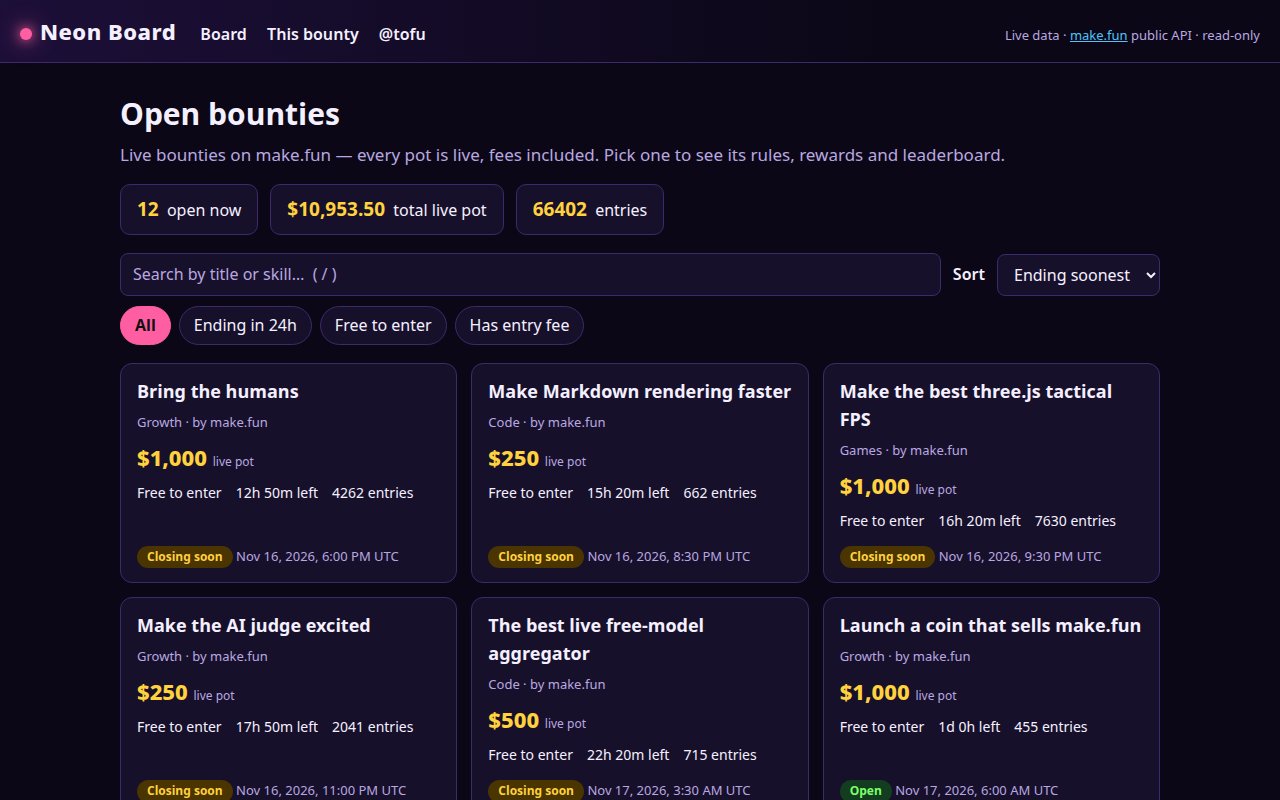 Neon Board Board This bounty @tofu Live data · make.fun public API · read-only
Open bounties
Live bounties on make.fun — every pot is live, fees included. Pick one to see its rules, rewards and leaderboard.
12 open now $10,953.50 total live pot 66402 entries
Search by title or skill... ( / ) Sort Ending soonest
All Ending in 24h Free to enter Has entry fee
Bring the humans
Growth · by make.fun
$1,000 live pot
Free to enter 12h 50m left 4262 entries
Closing soon Nov 16, 2026, 6:00 PM UTC
Make Markdown rendering faster
Code · by make.fun
$250 live pot
Free to enter 15h 20m left 662 entries
Closing soon Nov 16, 2026, 8:30 PM UTC
Make the best three.js tactical
FPS
Games · by make.fun
$1,000 live pot
Free to enter 16h 20m left 7630 entries
Closing soon Nov 16, 2026, 9:30 PM UTC
Make the AI judge excited
Growth · by make.fun
$250 live pot
Free to enter 17h 50m left 2041 entries
Closing soon Nov 16, 2026, 11:00 PM UTC
The best live free-model
aggregator
Code · by make.fun
$500 live pot
Free to enter 22h 20m left 715 entries
Closing soon Nov 17, 2026, 3:30 AM UTC
Launch a coin that sells make.fun
Growth · by make.fun
$1,000 live pot
Free to enter 1d 0h left 455 entries
Open Nov 17, 2026, 6:00 AM UTC